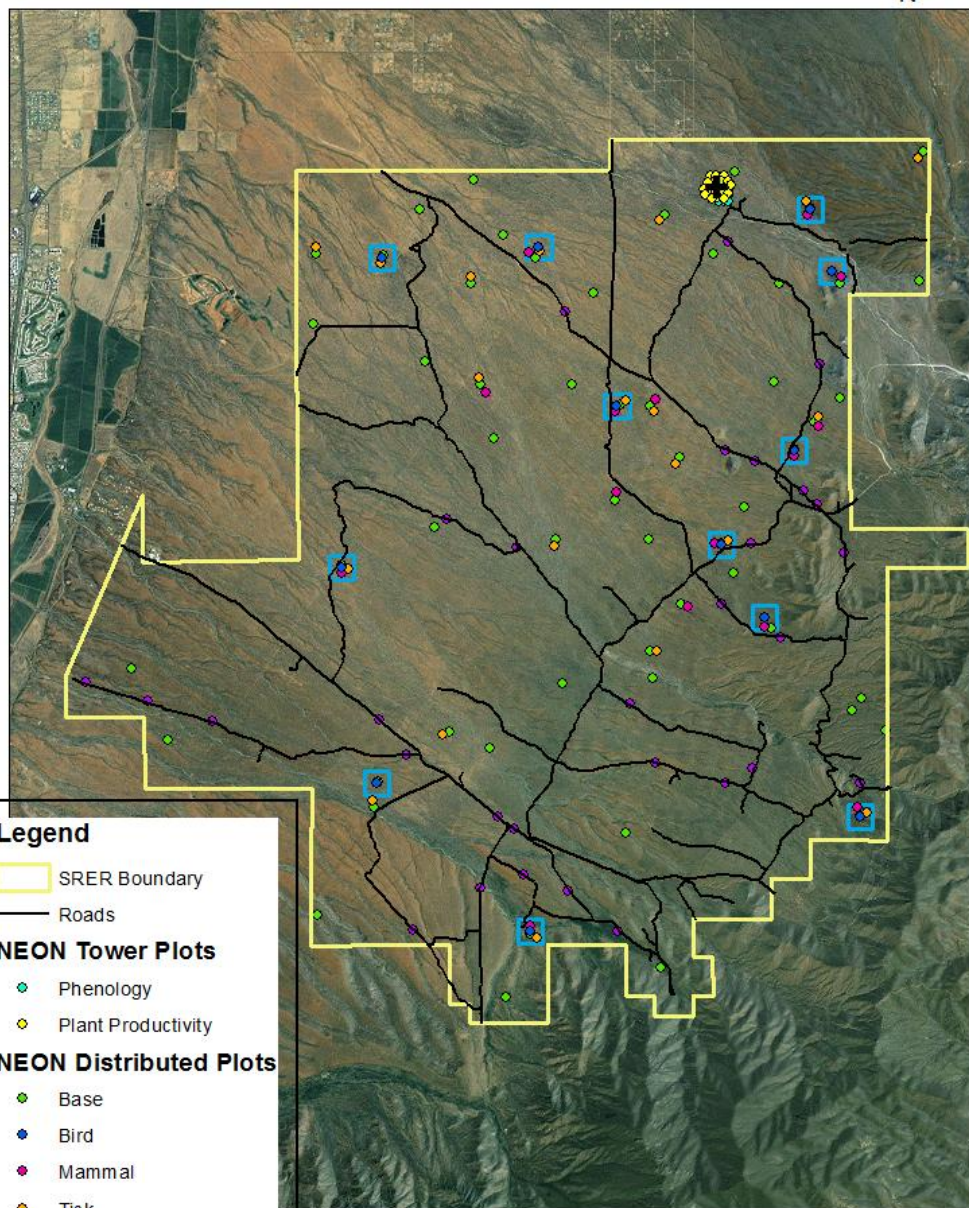 Legend
SRER Boundary
Roads
NEON Tower Plots
Phenology
Plant Productivity
NEON Distributed Plots
Base
Bird
Mammal